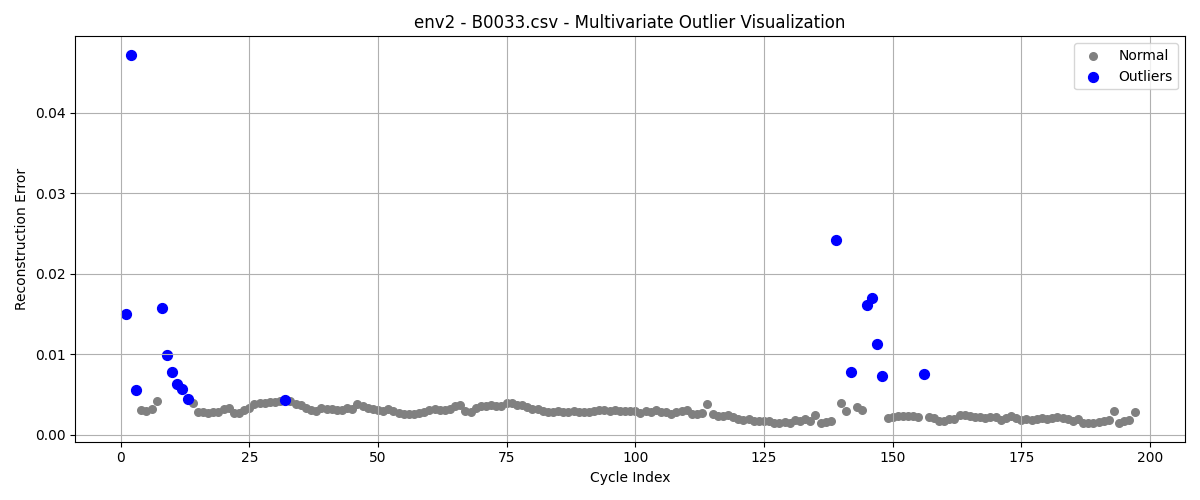 env2 - B0033.csv - Multivariate Outlier Visualization
Normal
Outliers
Reconstruction Error
0.04
0.03
0.02
0.01
0.00
0 25 50 75 100 125 150 175 200
Cycle Index